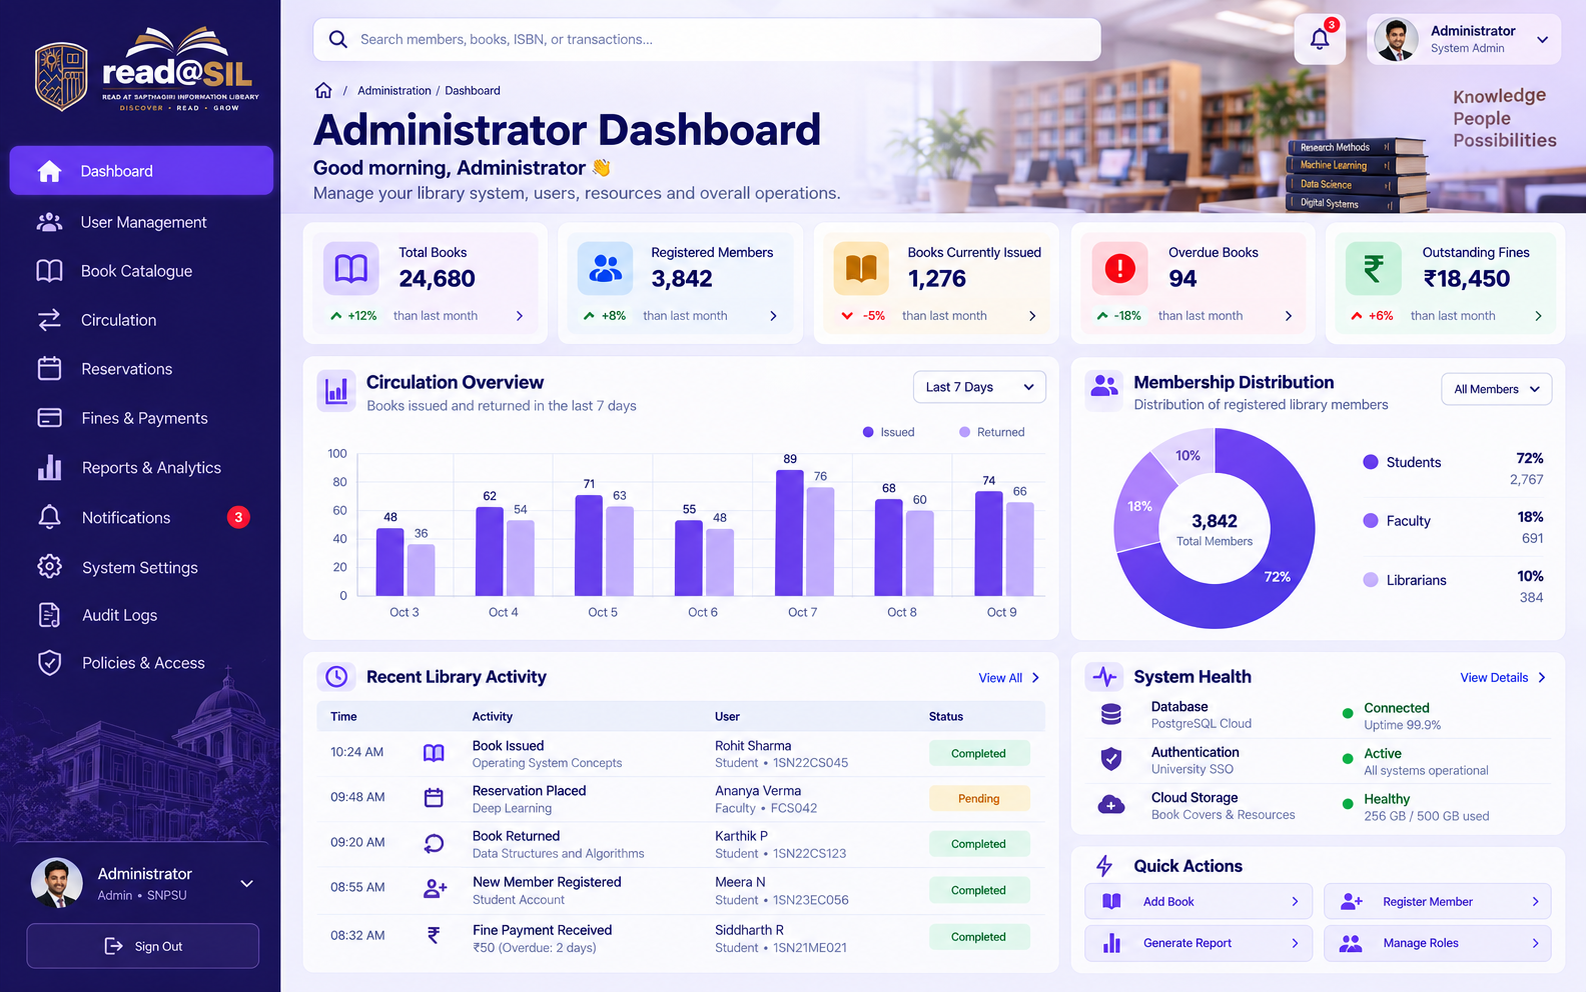 read@SIL
READ AT SAPTHAGIRI INFORMATION LIBRARY
DISCOVER • READ • GROW
Dashboard
User Management
Book Catalogue
Circulation
Reservations
Fines & Payments
Reports & Analytics
Notifications 3
System Settings
Audit Logs
Policies & Access
Administrator
Admin • SNPSU
Sign Out
Search members, books, ISBN, or transactions...
3
Administrator
System Admin
/ Administration / Dashboard
Administrator Dashboard
Good morning, Administrator 👋
Manage your library system, users, resources and overall operations.
Knowledge
People
Possibilities
Research Methods
Machine Learning
Data Science
Digital Systems
Total Books
24,680
+12% than last month
Registered Members
3,842
+8% than last month
Books Currently Issued
1,276
-5% than last month
Overdue Books
94
-18% than last month
Outstanding Fines
₹18,450
+6% than last month
Circulation Overview
Books issued and returned in the last 7 days
Last 7 Days
Issued Returned
100
80
60
40
20
0
48 36
62 54
71 63
55 48
89 76
68 60
74 66
Oct 3 Oct 4 Oct 5 Oct 6 Oct 7 Oct 8 Oct 9
Membership Distribution
Distribution of registered library members
All Members
10%
18%
72%
3,842
Total Members
Students 72%
2,767
Faculty 18%
691
Librarians 10%
384
Recent Library Activity
View All
Time Activity User Status
10:24 AM Book Issued Rohit Sharma Completed
Operating System Concepts Student • 1SN22CS045
09:48 AM Reservation Placed Ananya Verma Pending
Deep Learning Faculty • FCS042
09:20 AM Book Returned Karthik P Completed
Data Structures and Algorithms Student • 1SN22CS123
08:55 AM New Member Registered Meera N Completed
Student Account Student • 1SN23EC056
08:32 AM Fine Payment Received Siddharth R Completed
₹50 (Overdue: 2 days) Student • 1SN21ME021
System Health
View Details
Database Connected
PostgreSQL Cloud Uptime 99.9%
Authentication Active
University SSO All systems operational
Cloud Storage Healthy
Book Covers & Resources 256 GB / 500 GB used
Quick Actions
Add Book
Register Member
Generate Report
Manage Roles